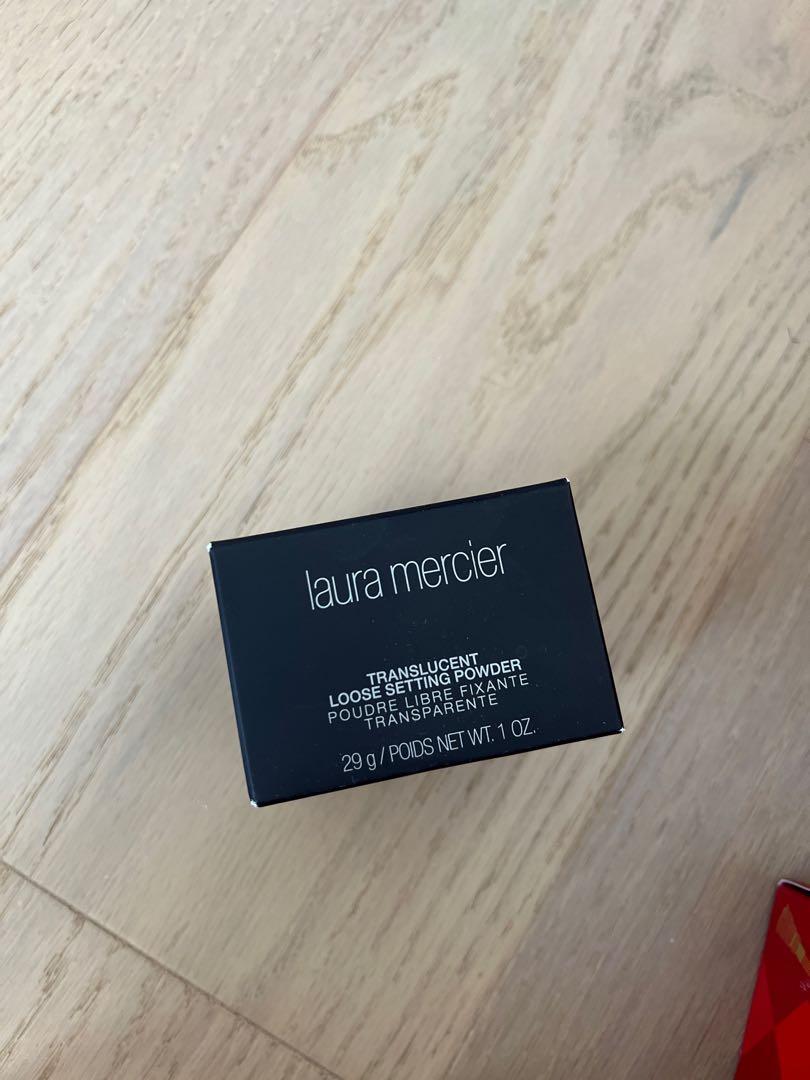 laura mercier
TRANSLUCENT
LOOSE SETTING POWDER
POUDRE LIBRE FIXANTE
TRANSPARENTE
29 g / POIDS NET WT. 1 OZ.